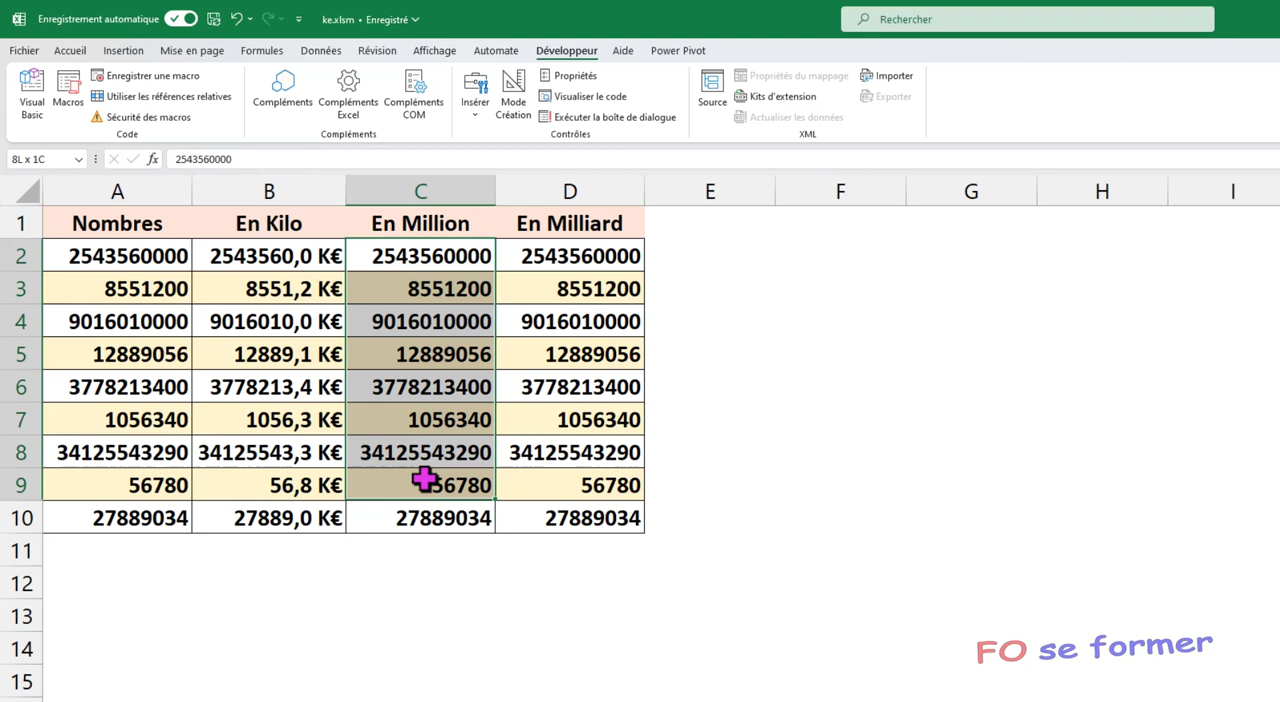 Enregistrement automatique ke.xlsm • Enregistré Rechercher
Fichier Accueil Insertion Mise en page Formules Données Révision Affichage Automate Développeur Aide Power Pivot
Visual Basic
Macros
Enregistrer une macro
Utiliser les références relatives
Sécurité des macros
Code
Compléments
Compléments Excel
Compléments COM
Compléments
Insérer
Mode Création
Propriétés
Visualiser le code
Exécuter la boîte de dialogue
Contrôles
Source
Propriétés du mappage
Kits d'extension
Actualiser les données
Importer
Exporter
XML
8L x 1C fx 2543560000
A B C D E F G H I
1 Nombres En Kilo En Million En Milliard
2 2543560000 2543560,0 K€ 2543560000 2543560000
3 8551200 8551,2 K€ 8551200 8551200
4 9016010000 9016010,0 K€ 9016010000 9016010000
5 12889056 12889,1 K€ 12889056 12889056
6 3778213400 3778213,4 K€ 3778213400 3778213400
7 1056340 1056,3 K€ 1056340 1056340
8 34125543290 34125543,3 K€ 34125543290 34125543290
9 56780 56,8 K€ 56780 56780
10 27889034 27889,0 K€ 27889034 27889034
11
12
13
14
15
FO se former